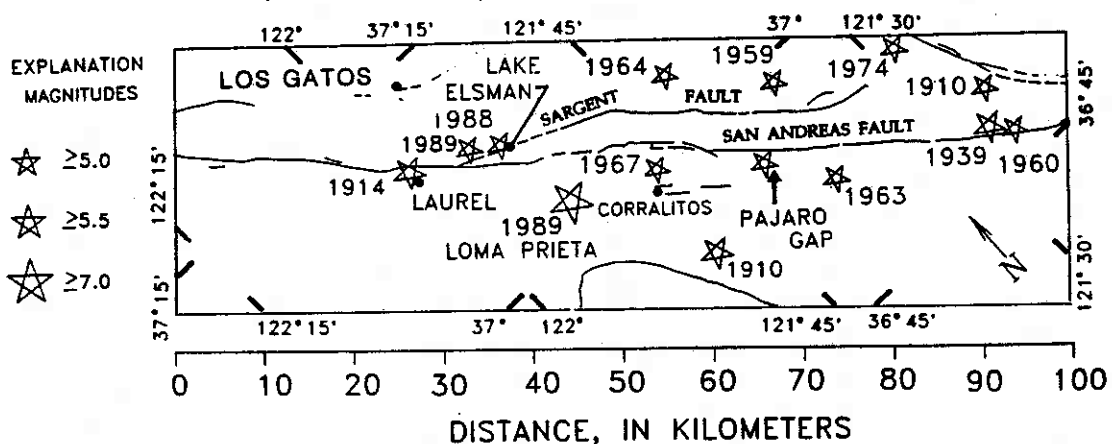 122° 37° 15' 121° 45' 37° 121° 30'
EXPLANATION
MAGNITUDES
≥5.0
≥5.5
≥7.0
LOS GATOS
LAKE
ELSMAN
1964
1959
1974
1910
36° 45'
SARGENT FAULT
1988
1989
SAN ANDREAS FAULT
1939
1960
122° 15'
1914
LAUREL
1967
CORRALITOS
1963
PAJARO
GAP
1989
LOMA PRIETA
1910
N
37° 15'
121° 30'
122° 15' 37° 122° 121° 45' 36° 45'
0 10 20 30 40 50 60 70 80 90 100
DISTANCE, IN KILOMETERS